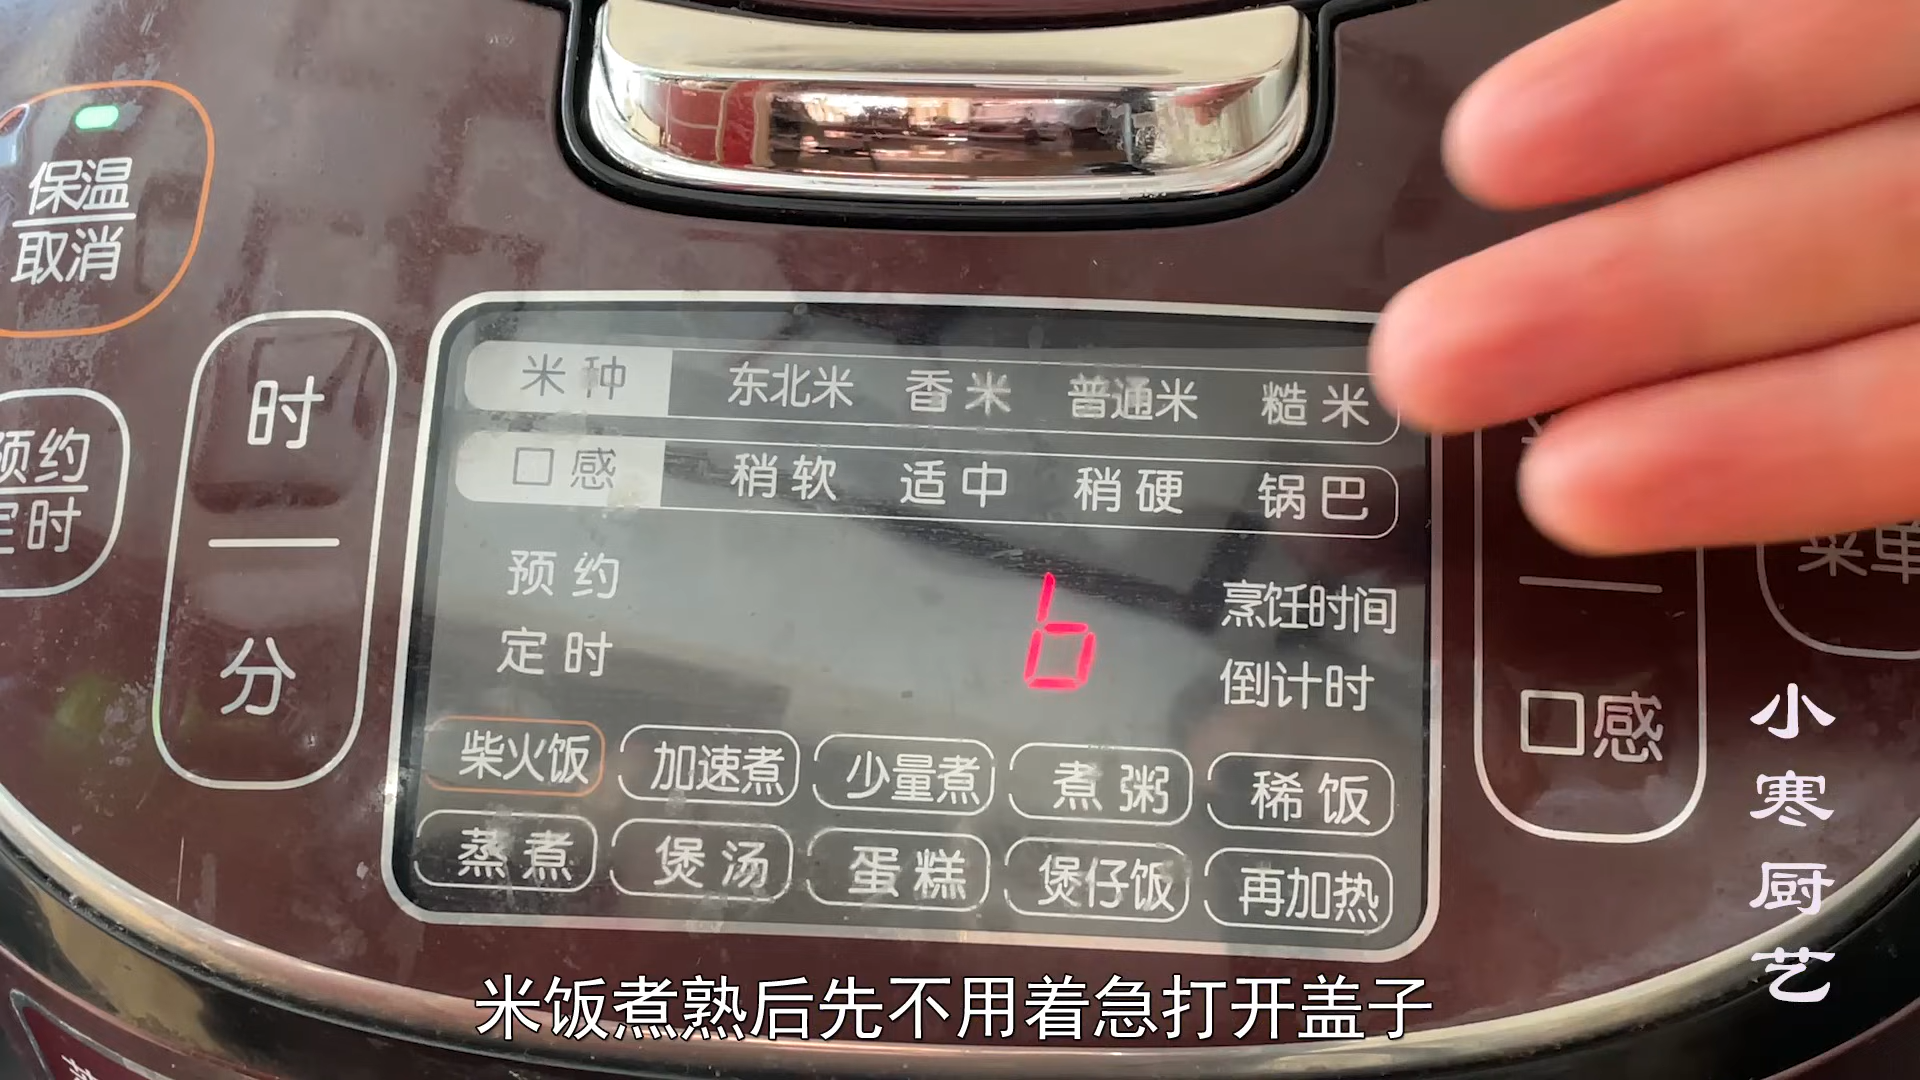 保温
取消
预约
定时
时
分
米种 东北米 香米 普通米 糙米
口感 稍软 适中 稍硬 锅巴
预约
定时
b
烹饪时间
倒计时
柴火饭 加速煮 少量煮 煮粥 稀饭
蒸煮 煲汤 蛋糕 煲仔饭 再加热
口感
菜单
小寒厨艺
米饭煮熟后先不用着急打开盖子